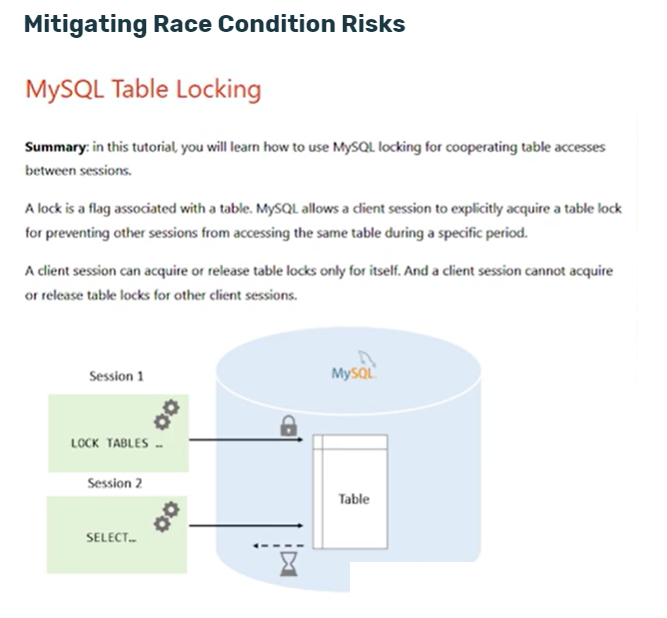 Mitigating Race Condition Risks
MySQL Table Locking
Summary: in this tutorial, you will learn how to use MySQL locking for cooperating table accesses
between sessions.
A lock is a flag associated with a table. MySQL allows a client session to explicitly acquire a table lock
for preventing other sessions from accessing the same table during a specific period.
A client session can acquire or release table locks only for itself. And a client session cannot acquire
or release table locks for other client sessions.
MySQL
Session 1
LOCK TABLES ...
Session 2
Table
SELECT...